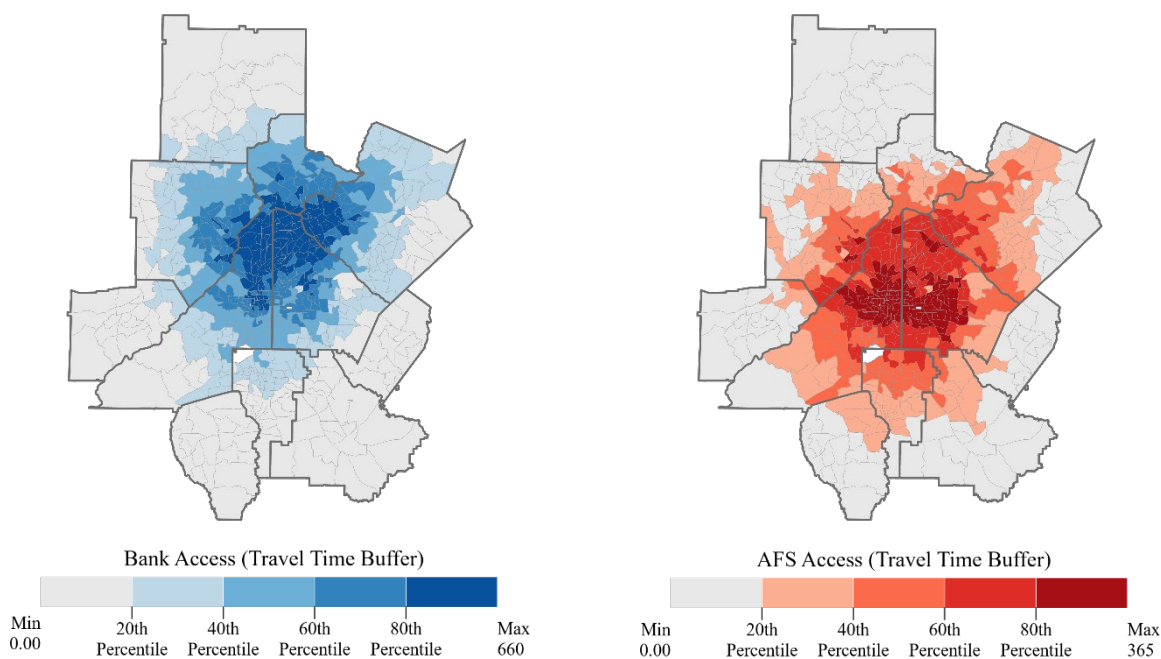 Bank Access (Travel Time Buffer)
Min 20th 40th 60th 80th Max
0.00 Percentile Percentile Percentile Percentile 660
AFS Access (Travel Time Buffer)
Min 20th 40th 60th 80th Max
0.00 Percentile Percentile Percentile Percentile 365